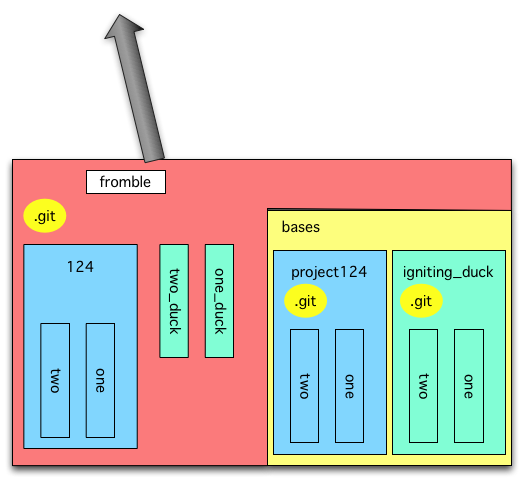 fromble
.git
124
two
one
two_duck
one_duck
bases
project124
.git
two
one
igniting_duck
.git
two
one